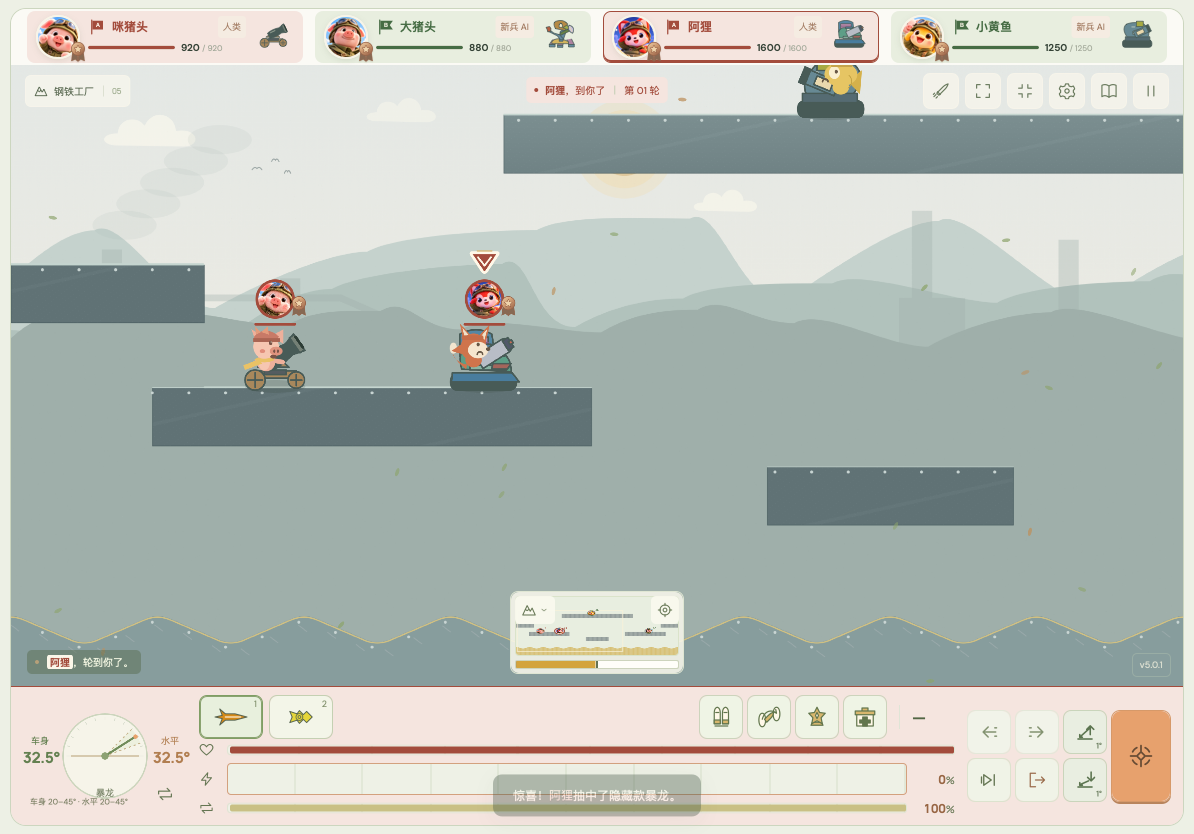 咪猪头 人类
920 / 920
大猪头 新兵 AI
880 / 880
阿狸 人类
1600 / 1600
小黄鱼 新兵 AI
1250 / 1250
钢铁工厂 05
阿狸，到你了 第 01 轮
阿狸，轮到你了。
v5.0.1
1
2
车身
32.5°
水平
32.5°
暴龙
车身 20~45° · 水平 20~45°
0%
100%
1°
1°
惊喜！阿狸抽中了隐藏款暴龙。